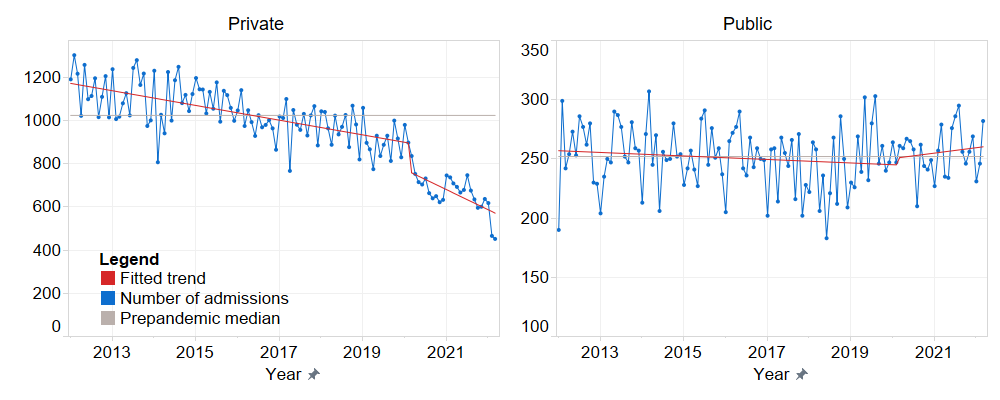 Private
1200
1000
800
600
400
200
0
Legend
Fitted trend
Number of admissions
Prepandemic median
2013 2015 2017 2019 2021
Year
Public
350
300
250
200
150
100
2013 2015 2017 2019 2021
Year